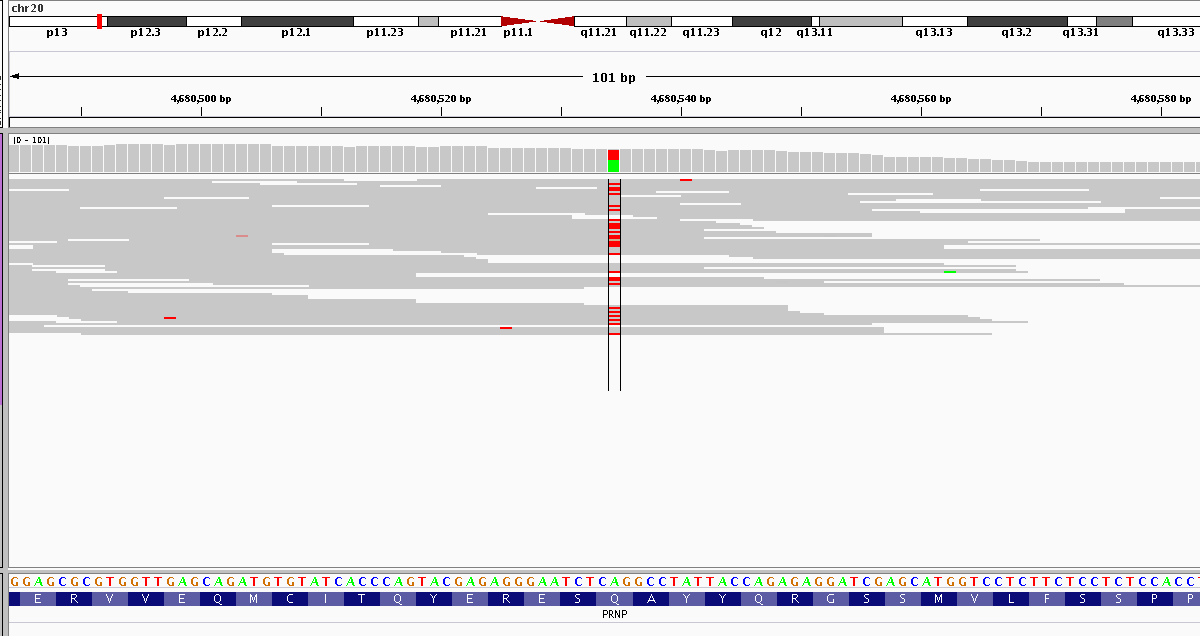 chr20
p13 p12.3 p12.2 p12.1 p11.23 p11.21 p11.1 q11.21 q11.22 q11.23 q12 q13.11 q13.13 q13.2 q13.31 q13.33
101 bp
4,680,500 bp 4,680,520 bp 4,680,540 bp 4,680,560 bp 4,680,580 bp
[0 - 101]
GGAGCGCGTGGTTGAGCAGATGTGTATCACCCAGTACGAGAGGGAATCTCAGGCCTATTACCAGAGAGGATCGAGCATGGTCCTCTTCTCCTCTCCACC
E R V V E Q M C I T Q Y E R E S Q A Y Y Q R G S S M V L F S S P P
PRNP